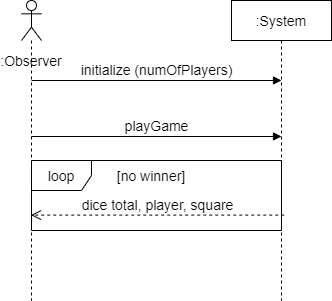 :System
:Observer
initialize (numOfPlayers)
playGame
loop
[no winner]
dice total, player, square